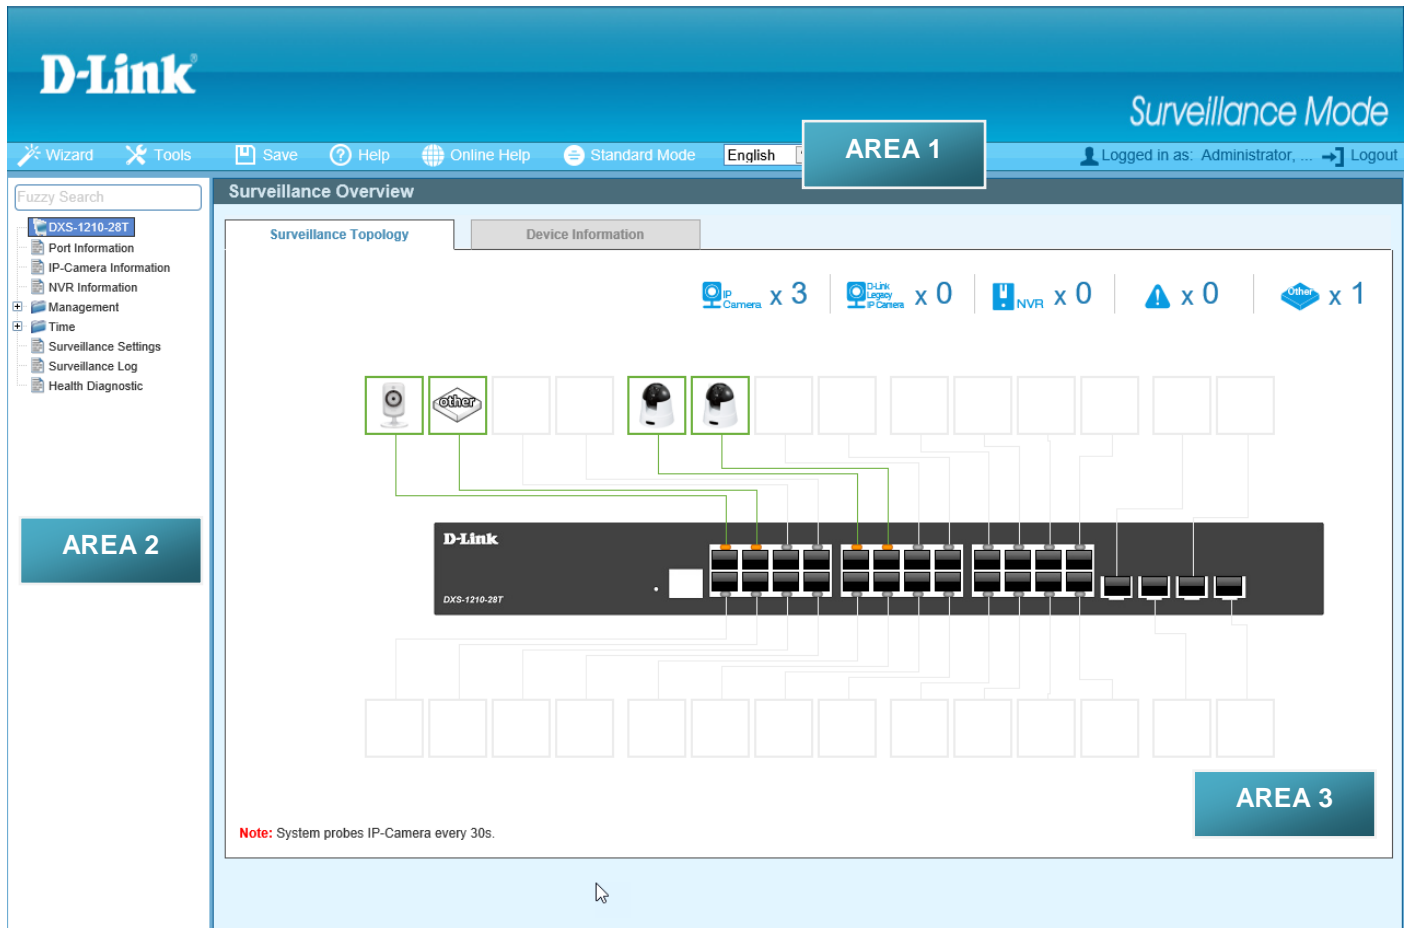 D-Link
Surveillance Mode
Wizard Tools Save Help Online Help Standard Mode English AREA 1 Logged in as: Administrator, ... Logout
Fuzzy Search
Surveillance Overview
DXS-1210-28T
Port Information
IP-Camera Information
NVR Information
Management
Time
Surveillance Settings
Surveillance Log
Health Diagnostic
AREA 2
Surveillance Topology Device Information
IP Camera x 3 D-Link Legacy IP Camera x 0 NVR x 0 x 0 Other x 1
other
D-Link
DXS-1210-28T
AREA 3
Note: System probes IP-Camera every 30s.